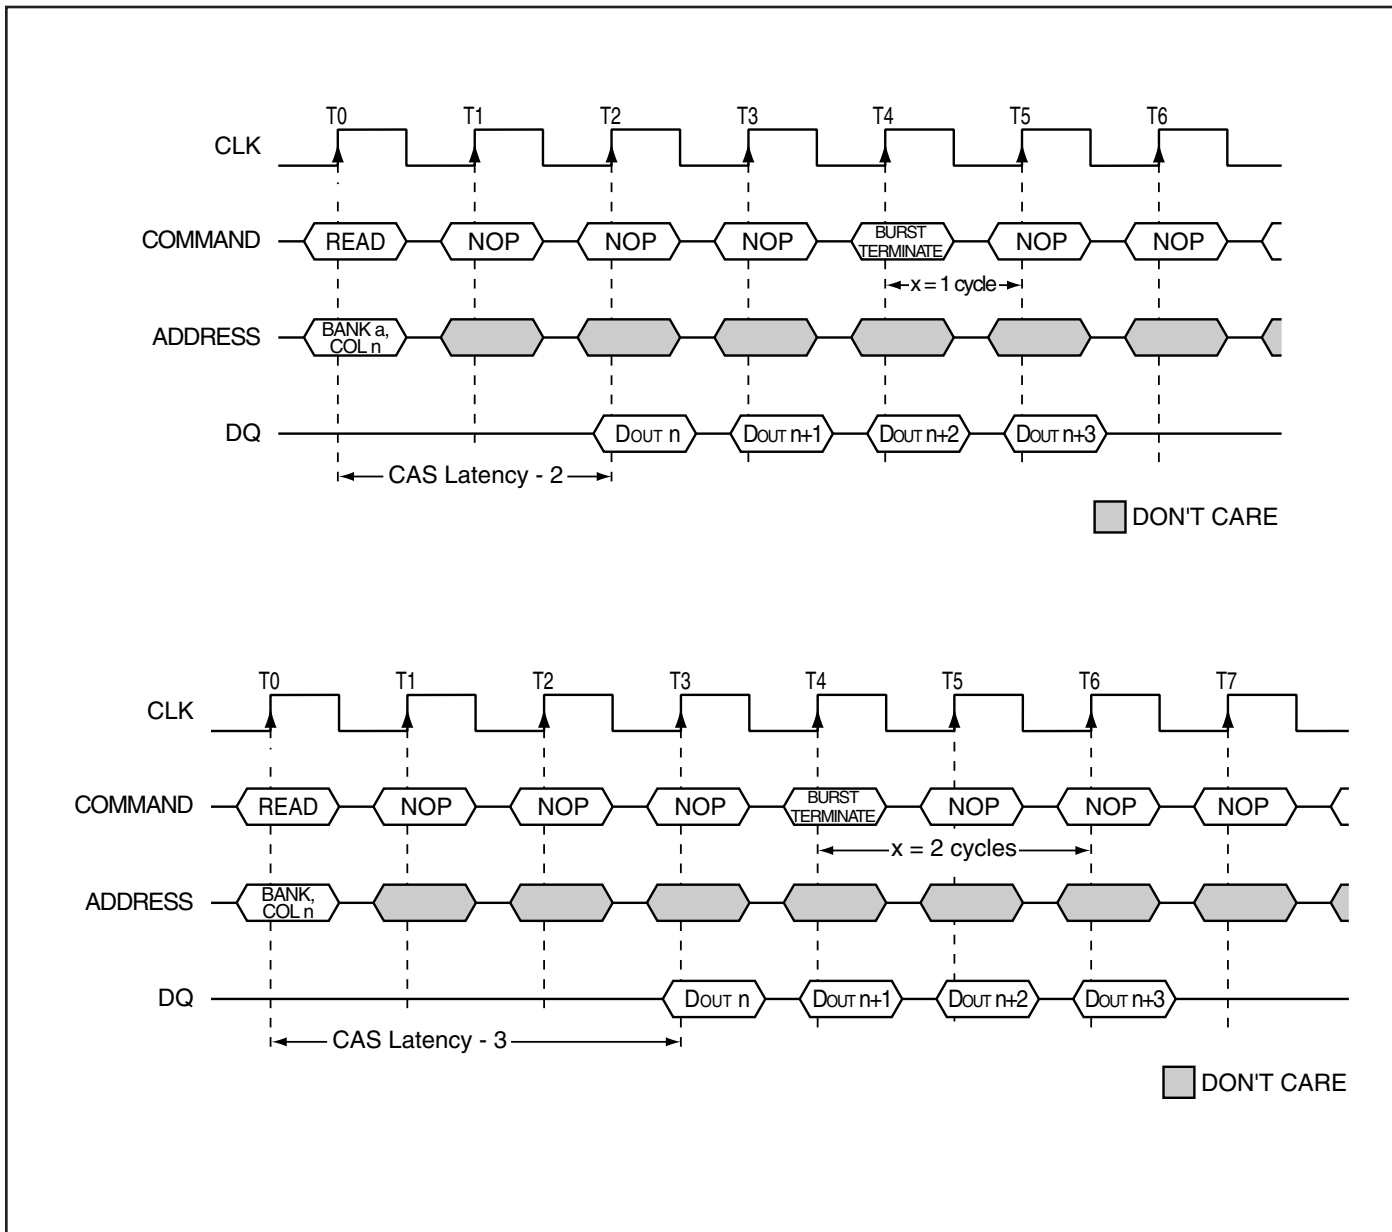 T0 T1 T2 T3 T4 T5 T6
CLK
COMMAND READ NOP NOP NOP BURST TERMINATE NOP NOP
x = 1 cycle
ADDRESS BANK a, COL n
DQ DOUT n DOUT n+1 DOUT n+2 DOUT n+3
CAS Latency - 2
DON'T CARE
T0 T1 T2 T3 T4 T5 T6 T7
CLK
COMMAND READ NOP NOP NOP BURST TERMINATE NOP NOP NOP
x = 2 cycles
ADDRESS BANK, COL n
DQ DOUT n DOUT n+1 DOUT n+2 DOUT n+3
CAS Latency - 3
DON'T CARE